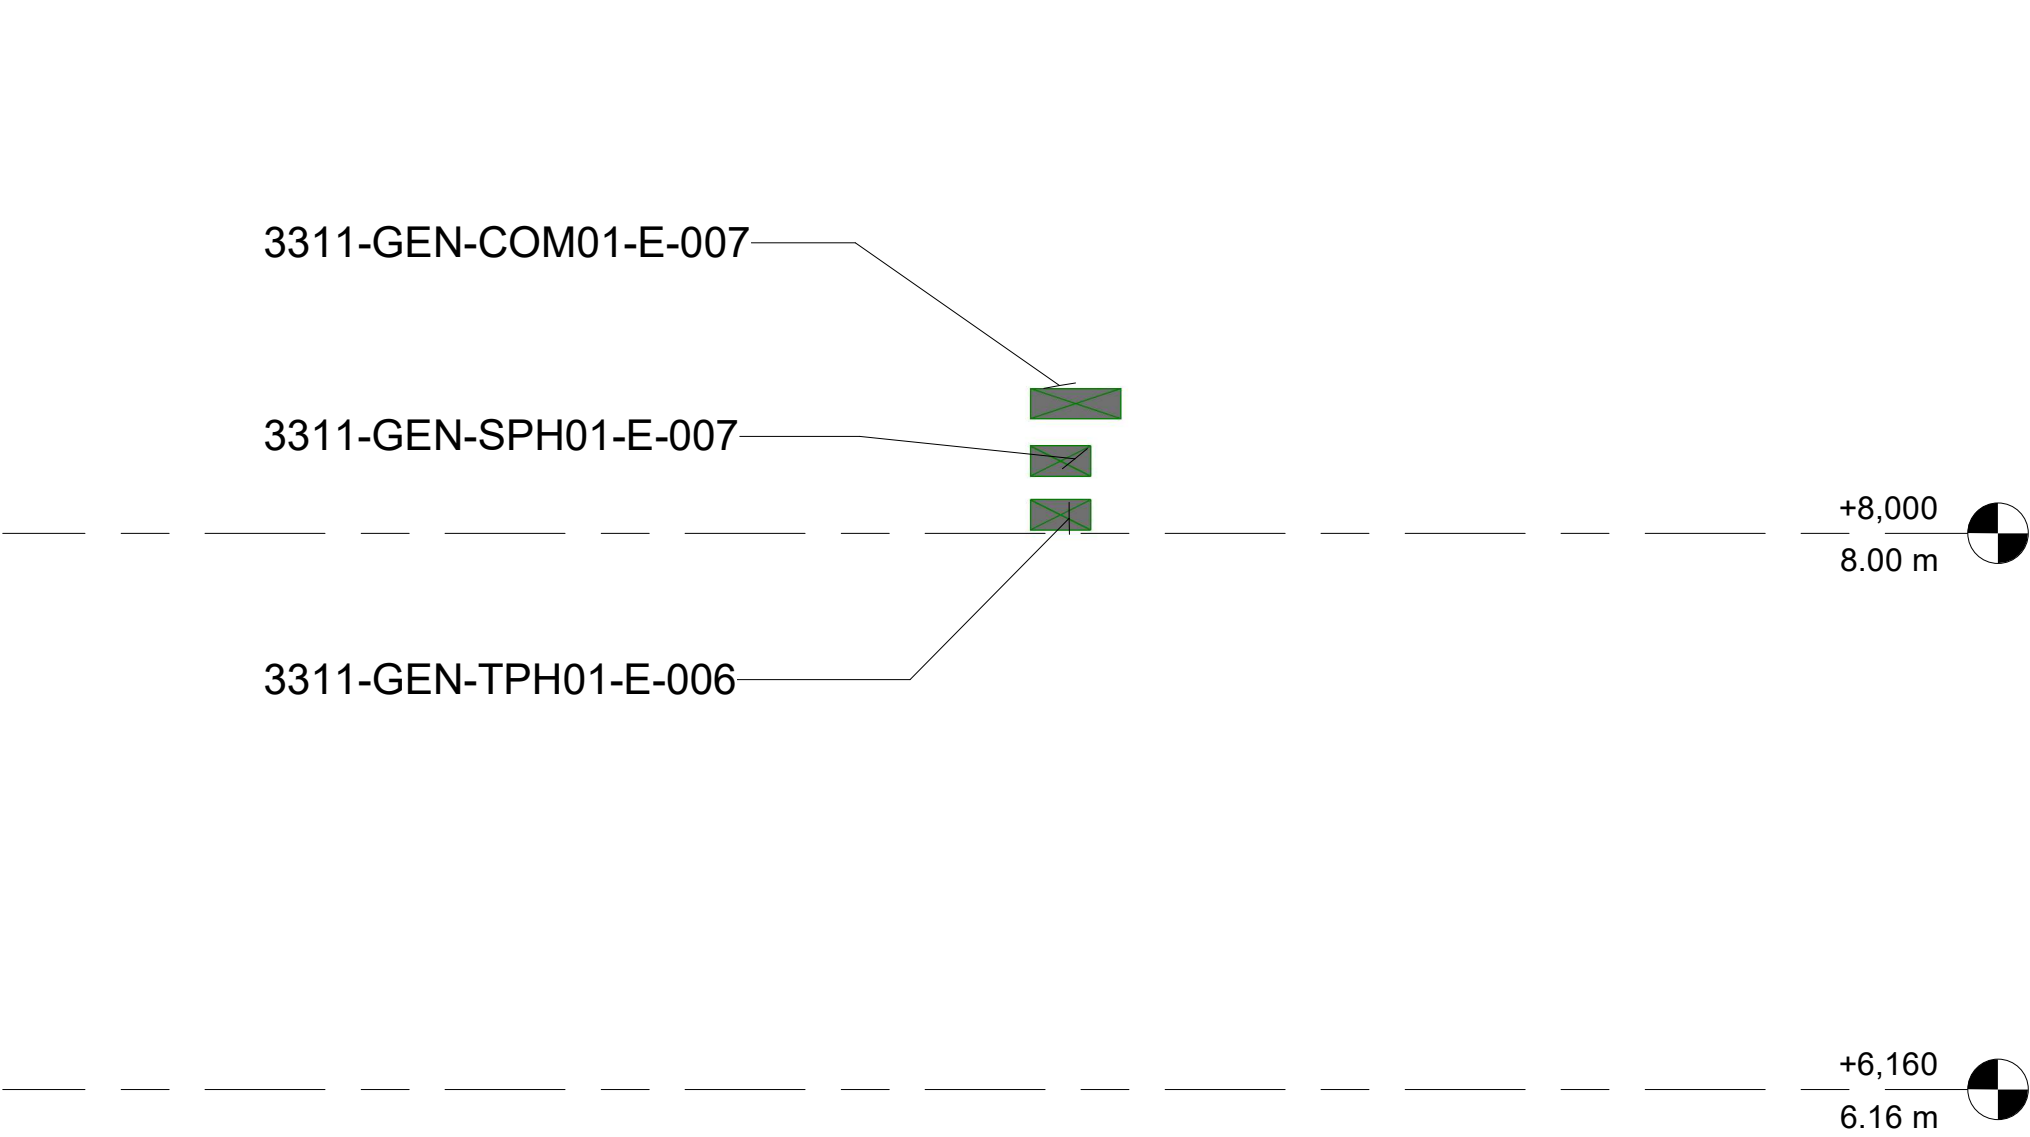 3311-GEN-COM01-E-007
3311-GEN-SPH01-E-007
+8,000
8.00 m
3311-GEN-TPH01-E-006
+6,160
6.16 m